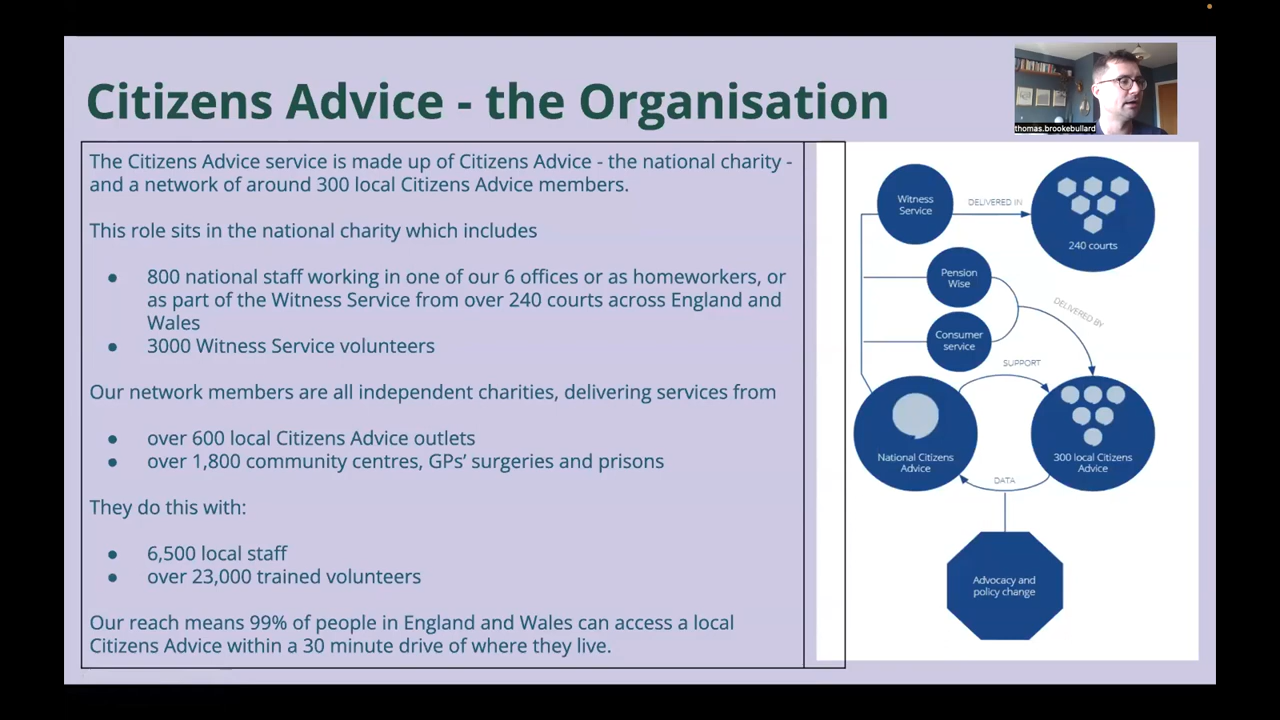 Citizens Advice - the Organisation
thomas.brookebullard
The Citizens Advice service is made up of Citizens Advice - the national charity -
and a network of around 300 local Citizens Advice members.
This role sits in the national charity which includes
● 800 national staff working in one of our 6 offices or as homeworkers, or
as part of the Witness Service from over 240 courts across England and
Wales
● 3000 Witness Service volunteers
Our network members are all independent charities, delivering services from
● over 600 local Citizens Advice outlets
● over 1,800 community centres, GPs’ surgeries and prisons
They do this with:
● 6,500 local staff
● over 23,000 trained volunteers
Our reach means 99% of people in England and Wales can access a local
Citizens Advice within a 30 minute drive of where they live.
Witness
Service
DELIVERED IN
240 courts
Pension
Wise
DELIVERED BY
Consumer
service
SUPPORT
National Citizens
Advice
300 local Citizens
Advice
DATA
Advocacy and
policy change